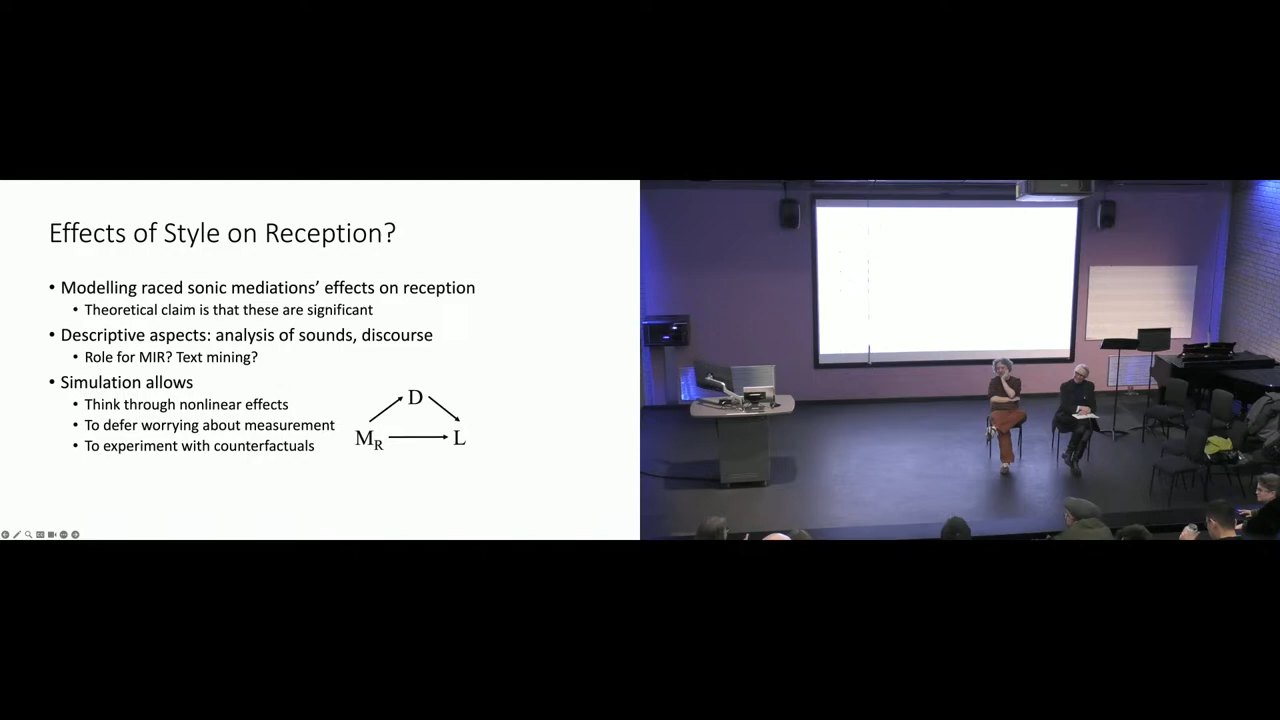 Effects of Style on Reception?
• Modelling raced sonic mediations’ effects on reception
• Theoretical claim is that these are significant
• Descriptive aspects: analysis of sounds, discourse
• Role for MIR? Text mining?
• Simulation allows
• Think through nonlinear effects
• To defer worrying about measurement
• To experiment with counterfactuals
D
MR
L